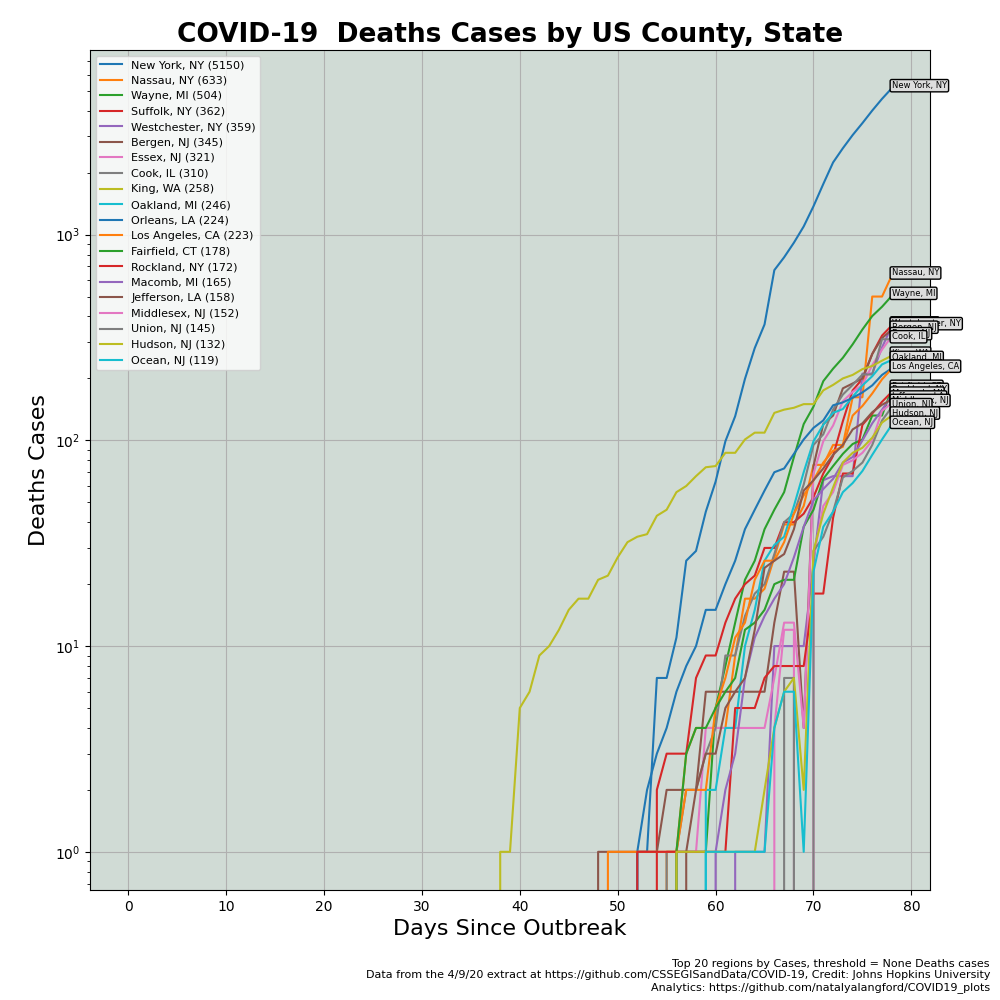 COVID-19  Deaths Cases by US County, State
New York, NY (5150)
Nassau, NY (633)
Wayne, MI (504)
Suffolk, NY (362)
Westchester, NY (359)
Bergen, NJ (345)
Essex, NJ (321)
Cook, IL (310)
King, WA (258)
Oakland, MI (246)
Orleans, LA (224)
Los Angeles, CA (223)
Fairfield, CT (178)
Rockland, NY (172)
Macomb, MI (165)
Jefferson, LA (158)
Middlesex, NJ (152)
Union, NJ (145)
Hudson, NJ (132)
Ocean, NJ (119)
New York, NY
Nassau, NY
Wayne, MI
Cook, IL
Oakland, MI
Los Angeles, CA
Union, NJ
Hudson, NJ
Ocean, NJ
Deaths Cases
10³
10²
10¹
10⁰
0 10 20 30 40 50 60 70 80
Days Since Outbreak
Top 20 regions by Cases, threshold = None Deaths cases
Data from the 4/9/20 extract at https://github.com/CSSEGISandData/COVID-19, Credit: Johns Hopkins University
Analytics: https://github.com/natalyalangford/COVID19_plots